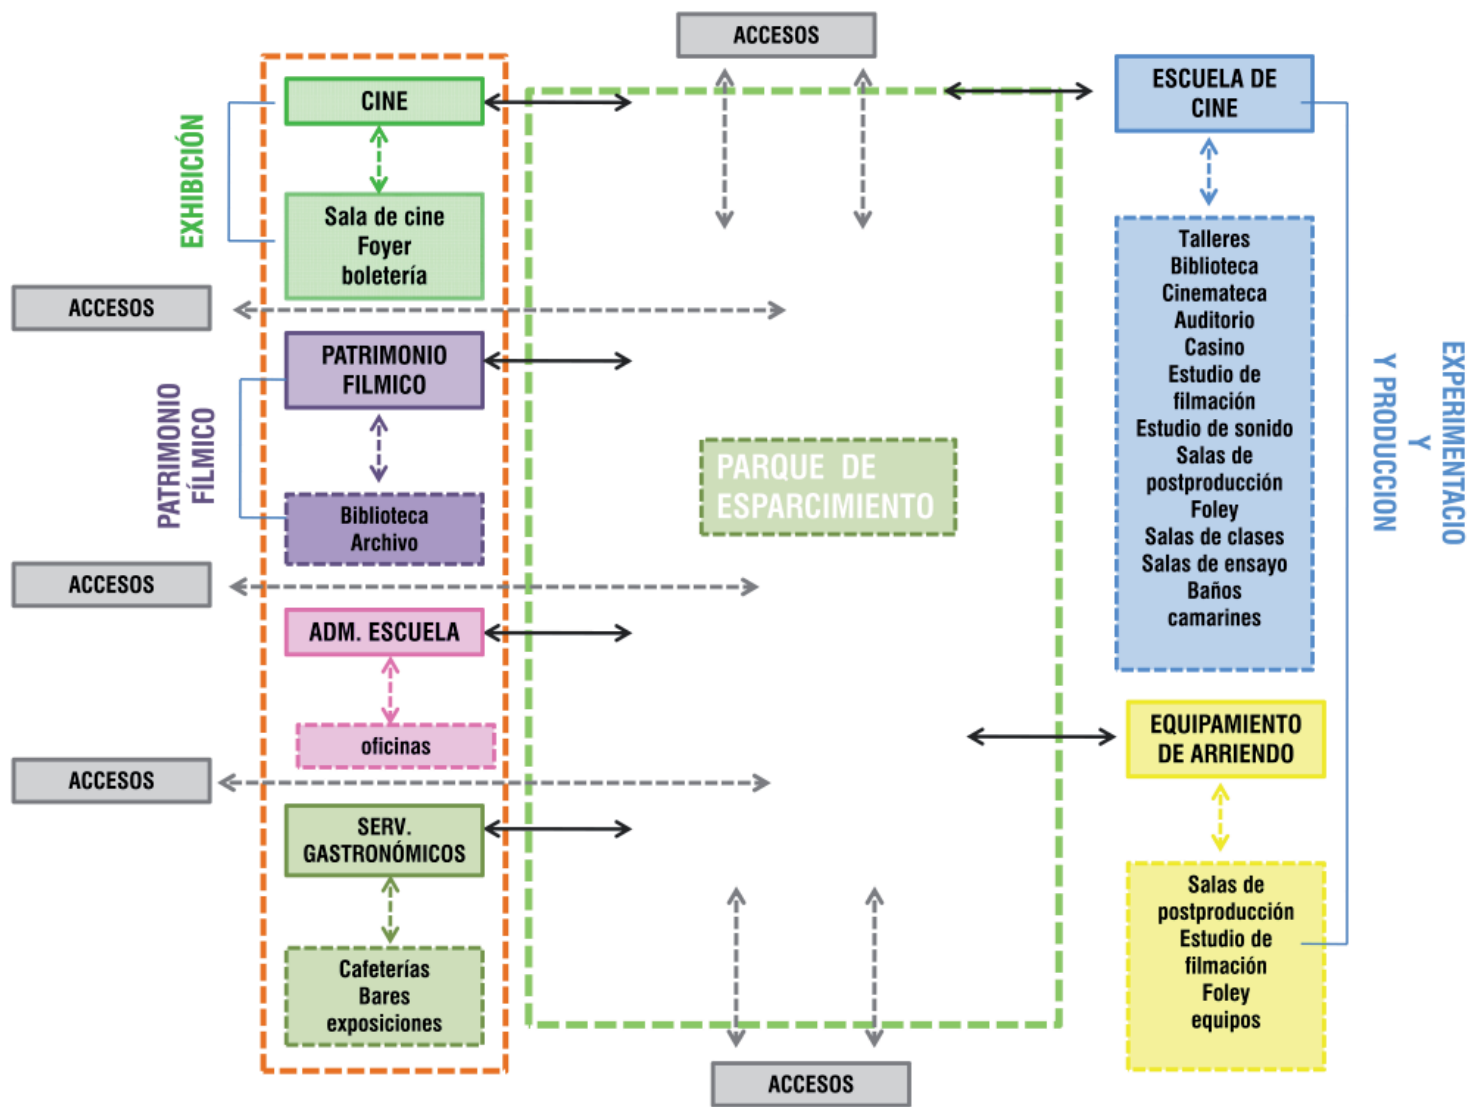 ACCESOS
CINE
Sala de cine
Foyer
boletería
EXHIBICIÓN
ACCESOS
PATRIMONIO
FILMICO
PATRIMONIO
FÍLMICO
Biblioteca
Archivo
ACCESOS
ADM. ESCUELA
oficinas
ACCESOS
SERV.
GASTRONÓMICOS
Cafeterías
Bares
exposiciones
PARQUE DE
ESPARCIMIENTO
ACCESOS
ESCUELA DE
CINE
Talleres
Biblioteca
Cinemateca
Auditorio
Casino
Estudio de
filmación
Estudio de sonido
Salas de
postproducción
Foley
Salas de clases
Salas de ensayo
Baños
camarines
EQUIPAMIENTO
DE ARRIENDO
Salas de
postproducción
Estudio de
filmación
Foley
equipos
EXPERIMENTACIO
Y
Y PRODUCCION